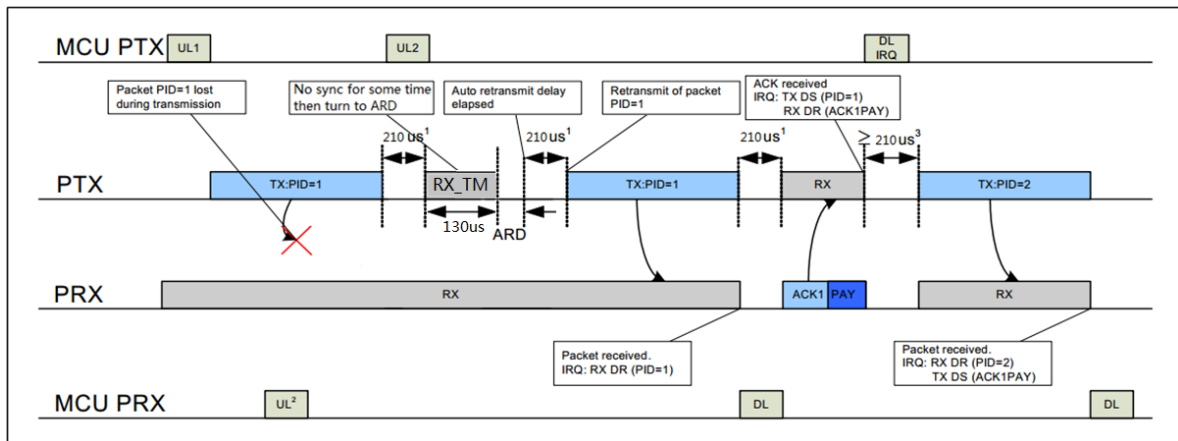 MCU PTX
UL1
UL2
DL
IRQ
Packet PID=1 lost
during transmission
No sync for some time
then turn to ARD
Auto retransmit delay
elapsed
Retransmit of packet
PID=1
ACK received
IRQ: TX DS (PID=1)
RX DR (ACK1PAY)
210us¹
210us¹
210us¹
≥ 210us³
PTX
TX:PID=1
RX_TM
TX:PID=1
RX
TX:PID=2
130us
ARD
PRX
RX
ACK1 PAY
RX
Packet received.
IRQ: RX DR (PID=1)
Packet received.
IRQ: RX DR (PID=2)
TX DS (ACK1PAY)
MCU PRX
UL²
DL
DL